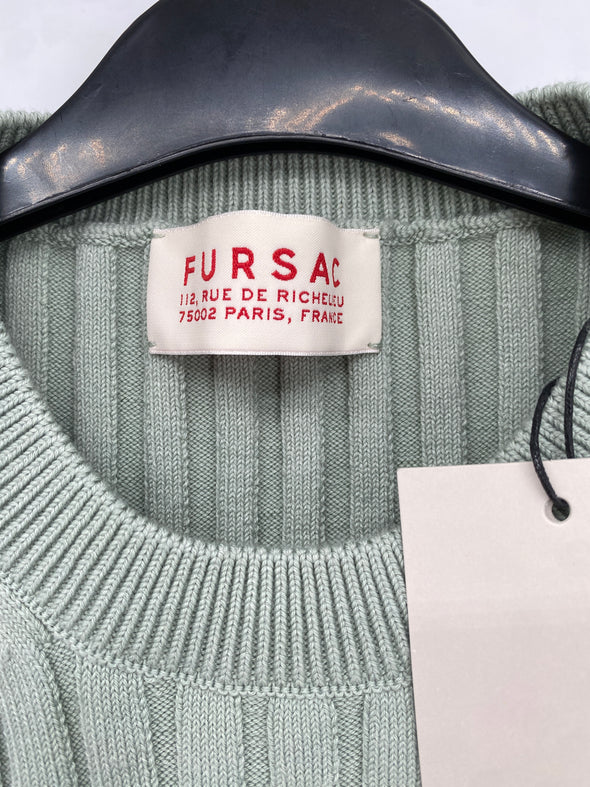 FURSAC
112, RUE DE RICHELIEU
75002 PARIS, FRANCE